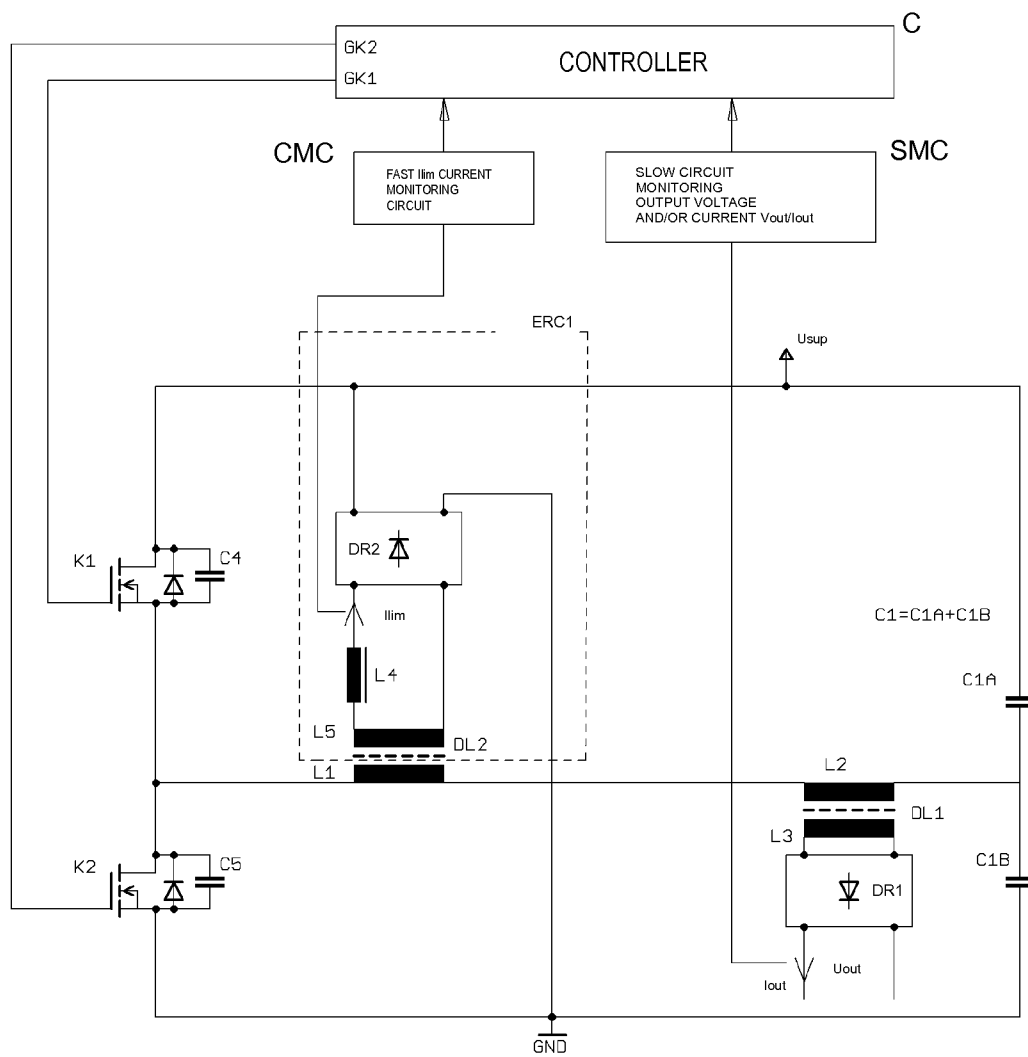 C
GK2
CONTROLLER
GK1
CMC
SMC
FAST Ilim CURRENT
MONITORING
CIRCUIT
SLOW CIRCUIT
MONITORING
OUTPUT VOLTAGE
AND/OR CURRENT Vout/Iout
ERC1
Usup
K1
C4
DR2
Ilim
C1=C1A+C1B
L4
C1A
L5
DL2
L1
L2
DL1
L3
K2
C5
C1B
DR1
Uout
Iout
GND